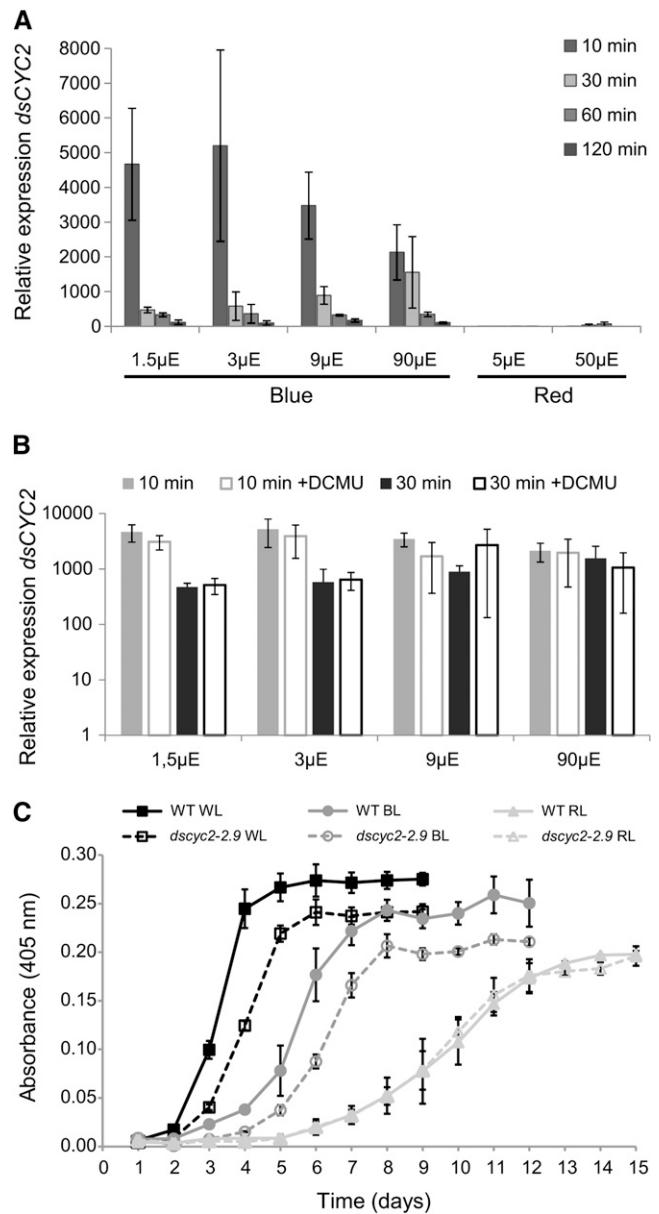 A
Relative expression dsCYC2
8000
7000
6000
5000
4000
3000
2000
1000
0
10 min
30 min
60 min
120 min
1.5µE 3µE 9µE 90µE 5µE 50µE
Blue Red
B
10 min 10 min +DCMU 30 min 30 min +DCMU
Relative expression dsCYC2
10000
1000
100
10
1
1,5µE 3µE 9µE 90µE
C
WT WL WT BL WT RL
dscyc2-2.9 WL dscyc2-2.9 BL dscyc2-2.9 RL
Absorbance (405 nm)
0.30
0.25
0.20
0.15
0.10
0.05
0.00
0 1 2 3 4 5 6 7 8 9 10 11 12 13 14 15
Time (days)